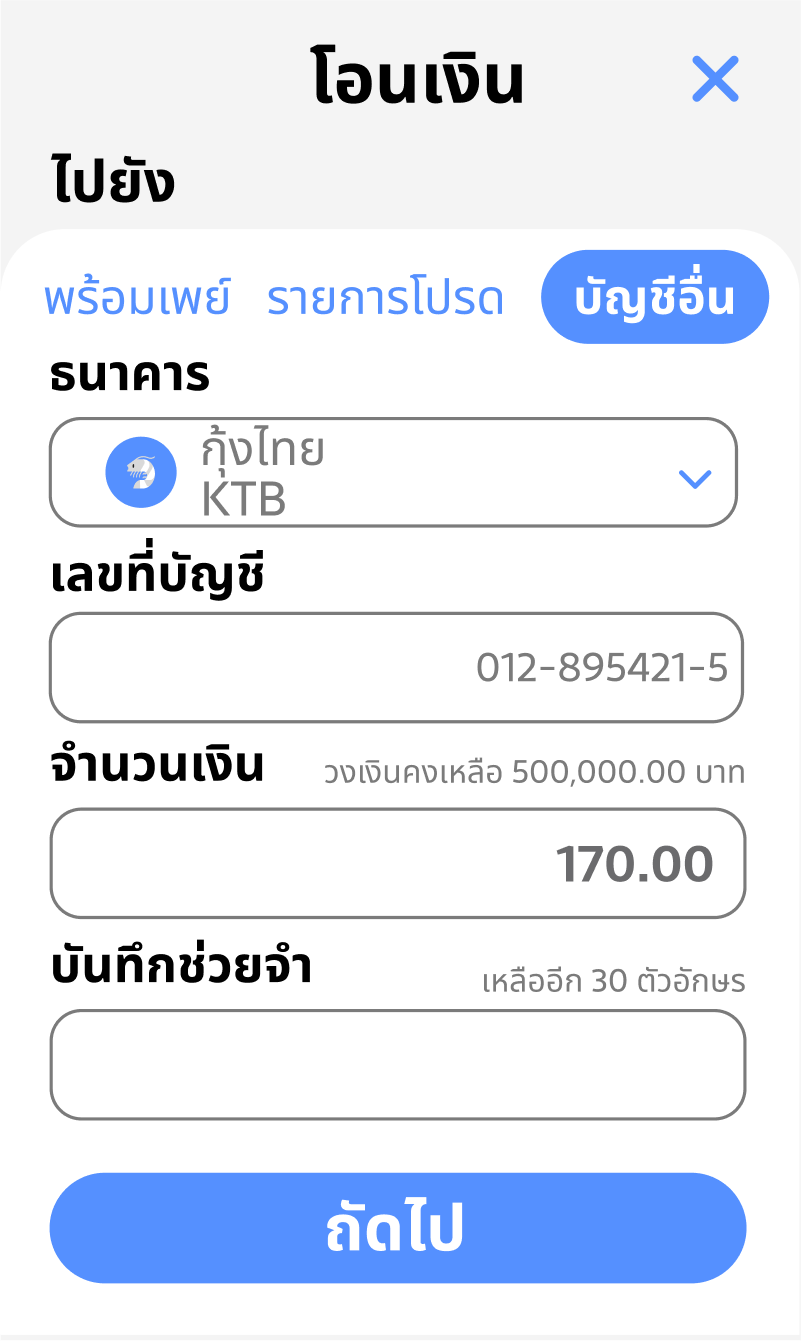 โอนเงิน
ไปยัง
พร้อมเพย์ รายการโปรด บัญชีอื่น
ธนาคาร
กุ้งไทย
KTB
เลขที่บัญชี
012-895421-5
จำนวนเงิน วงเงินคงเหลือ 500,000.00 บาท
170.00
บันทึกช่วยจำ เหลืออีก 30 ตัวอักษร
ถัดไป